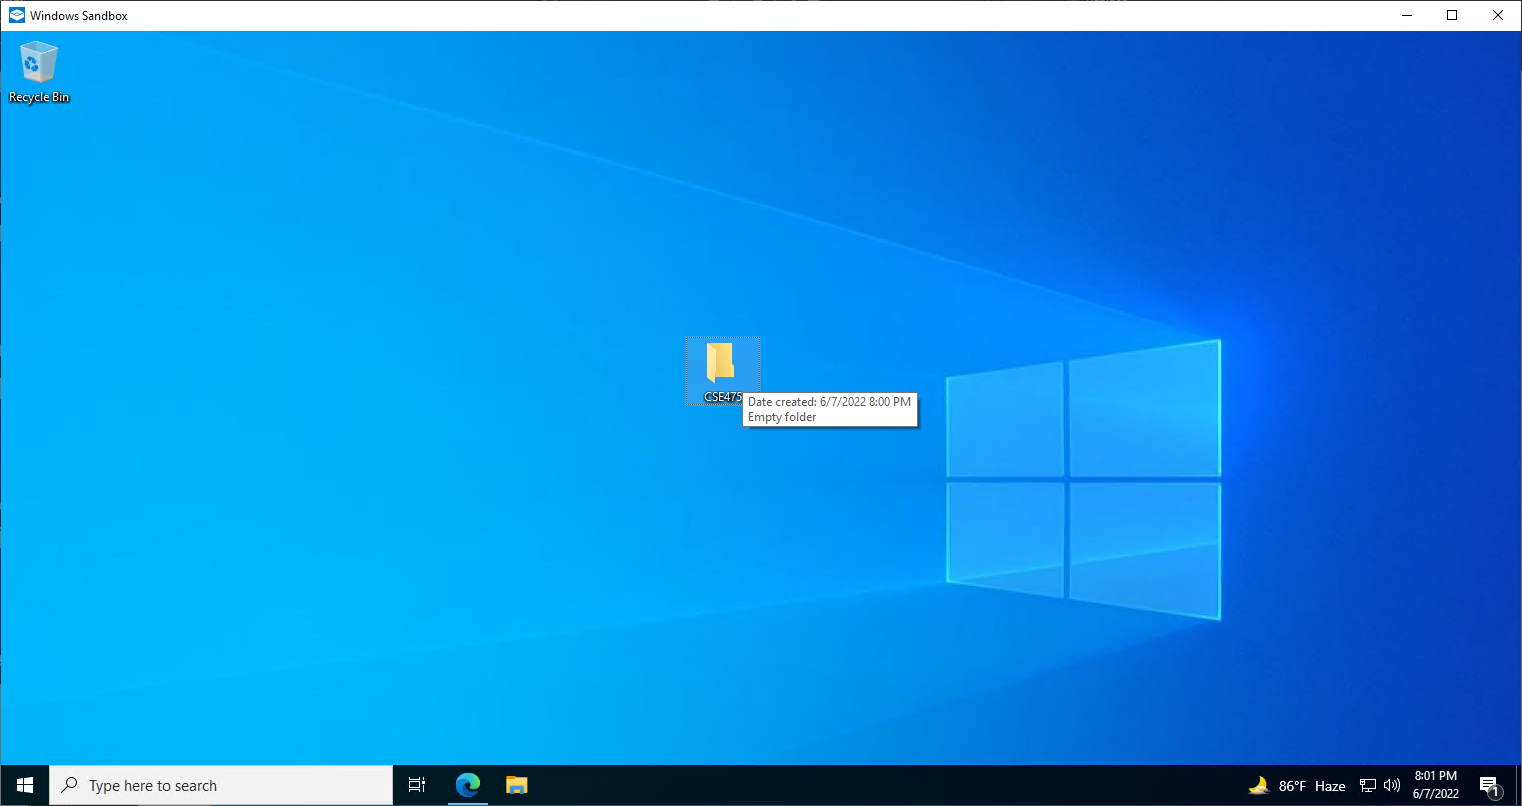 Windows Sandbox
Recycle Bin
CSE475
Date created: 6/7/2022 8:00 PM
Empty folder
Type here to search
86°F Haze
8:01 PM
6/7/2022
1